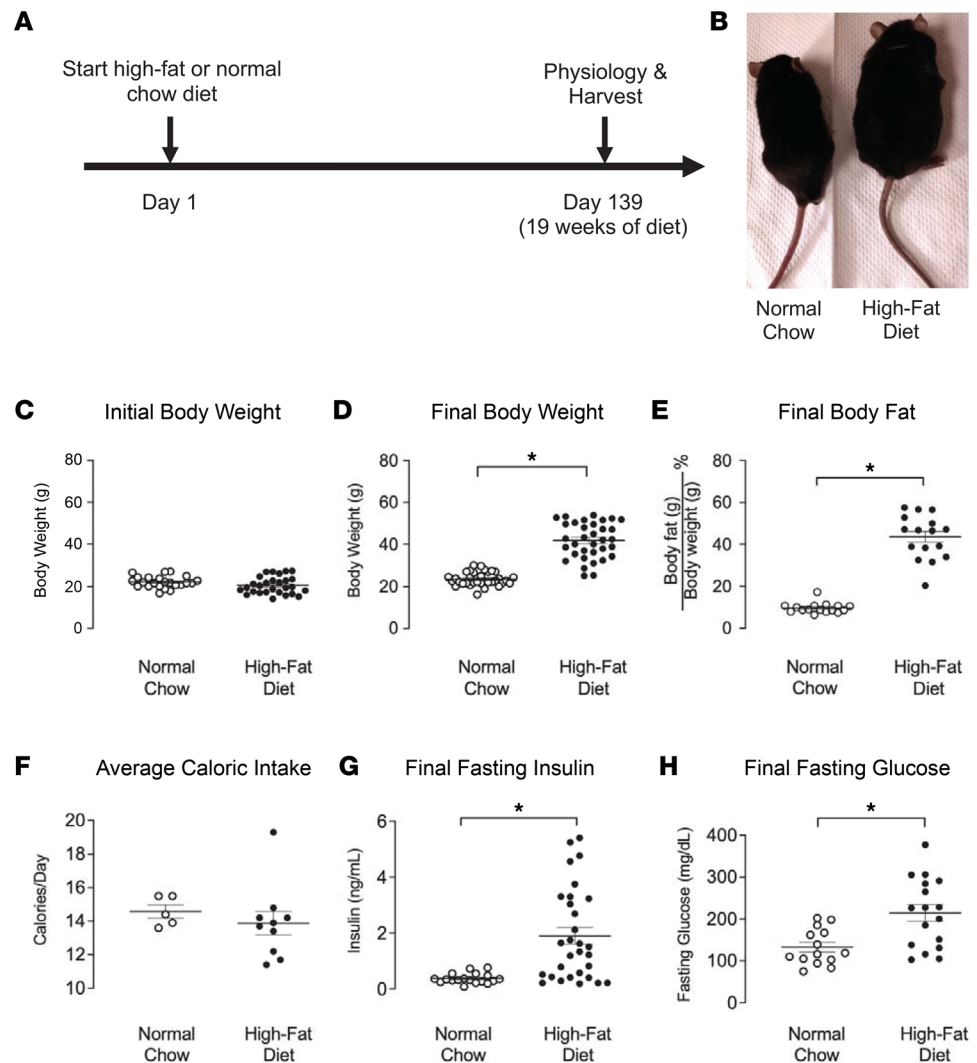 A
Start high-fat or normal
chow diet
Physiology &
Harvest
Day 1
Day 139
(19 weeks of diet)
B
Normal
Chow
High-Fat
Diet
C
Initial Body Weight
Body Weight (g)
80
60
40
20
0
Normal
Chow
High-Fat
Diet
D
Final Body Weight
Body Weight (g)
80
60
40
20
0
*
Normal
Chow
High-Fat
Diet
E
Final Body Fat
Body fat (g)
Body weight (g)
%
80
60
40
20
0
*
Normal
Chow
High-Fat
Diet
F
Average Caloric Intake
Calories/Day
20
16
14
12
10
Normal
Chow
High-Fat
Diet
G
Final Fasting Insulin
Insulin (ng/mL)
6
4
2
0
*
Normal
Chow
High-Fat
Diet
H
Final Fasting Glucose
Fasting Glucose (mg/dL)
400
300
200
100
0
*
Normal
Chow
High-Fat
Diet